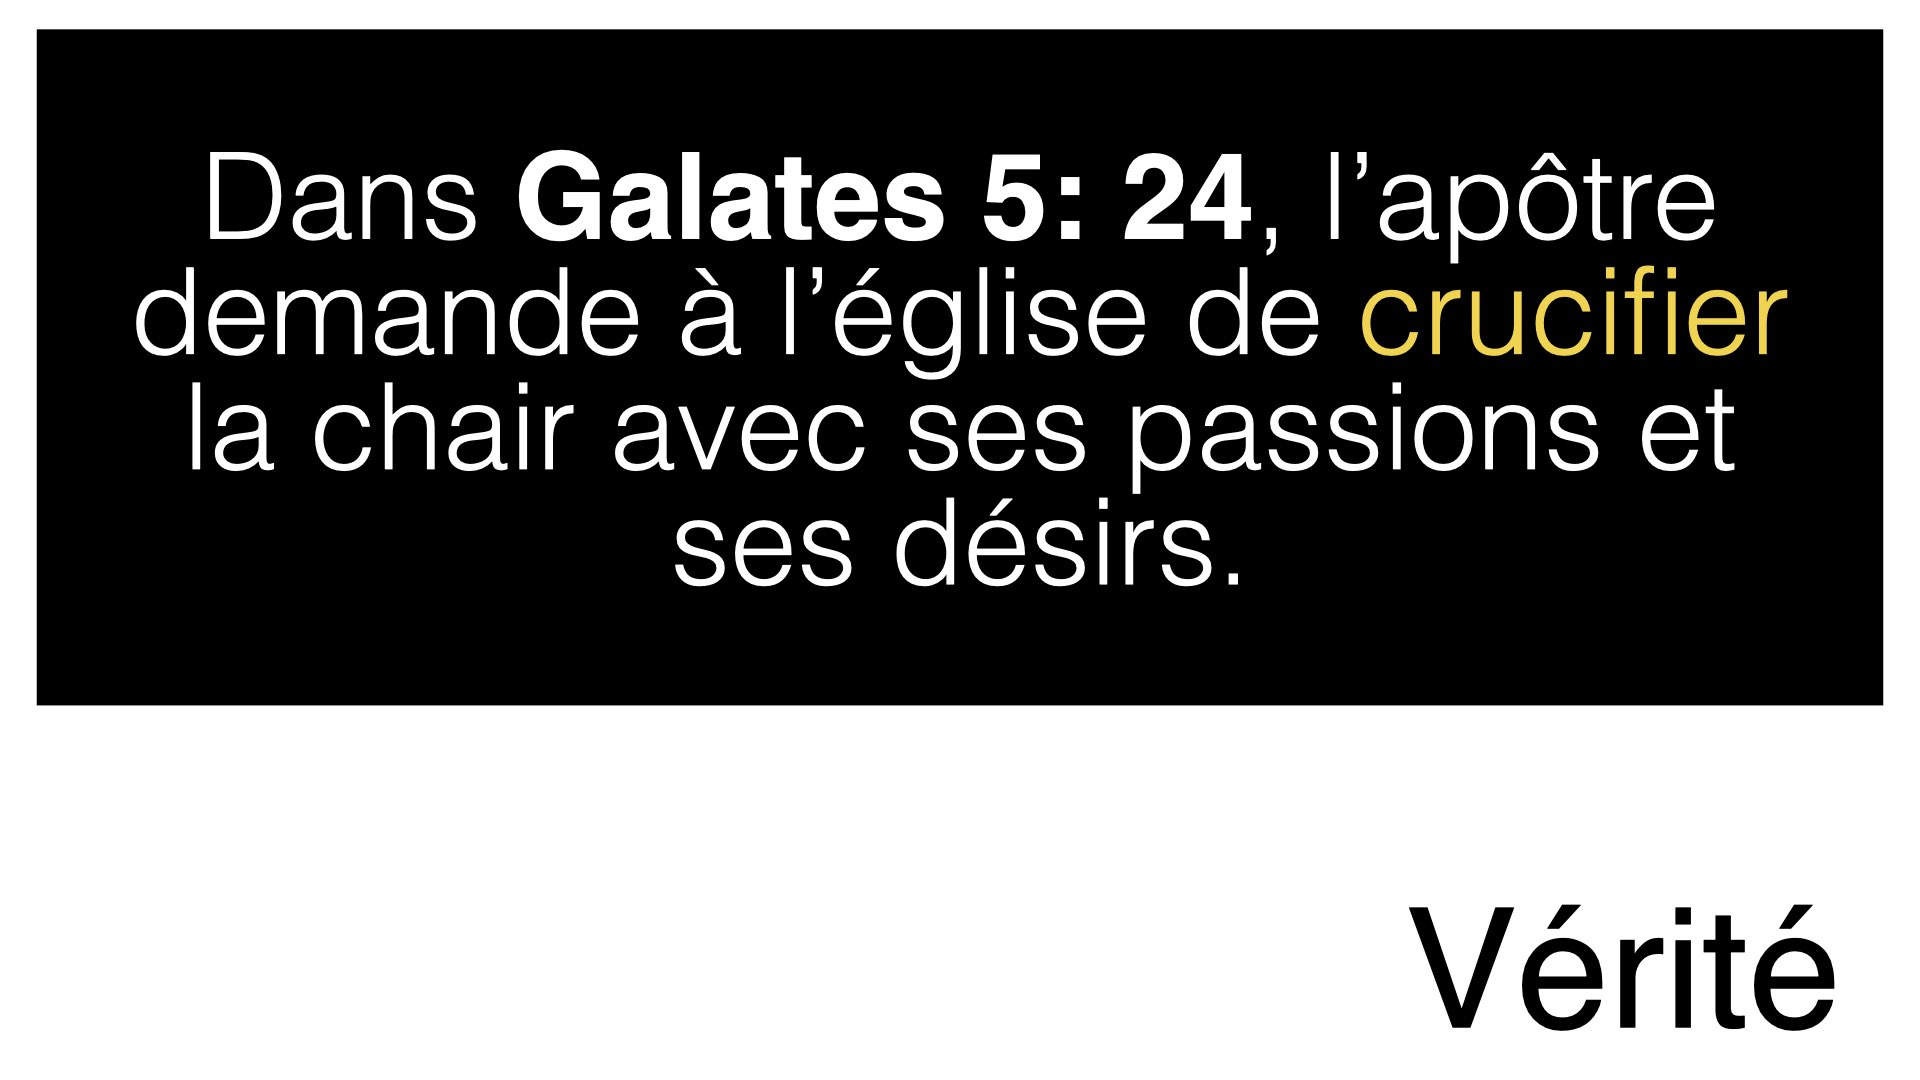 Dans Galates 5: 24, l’apôtre
demande à l’église de crucifier
la chair avec ses passions et
ses désirs.
Vérité